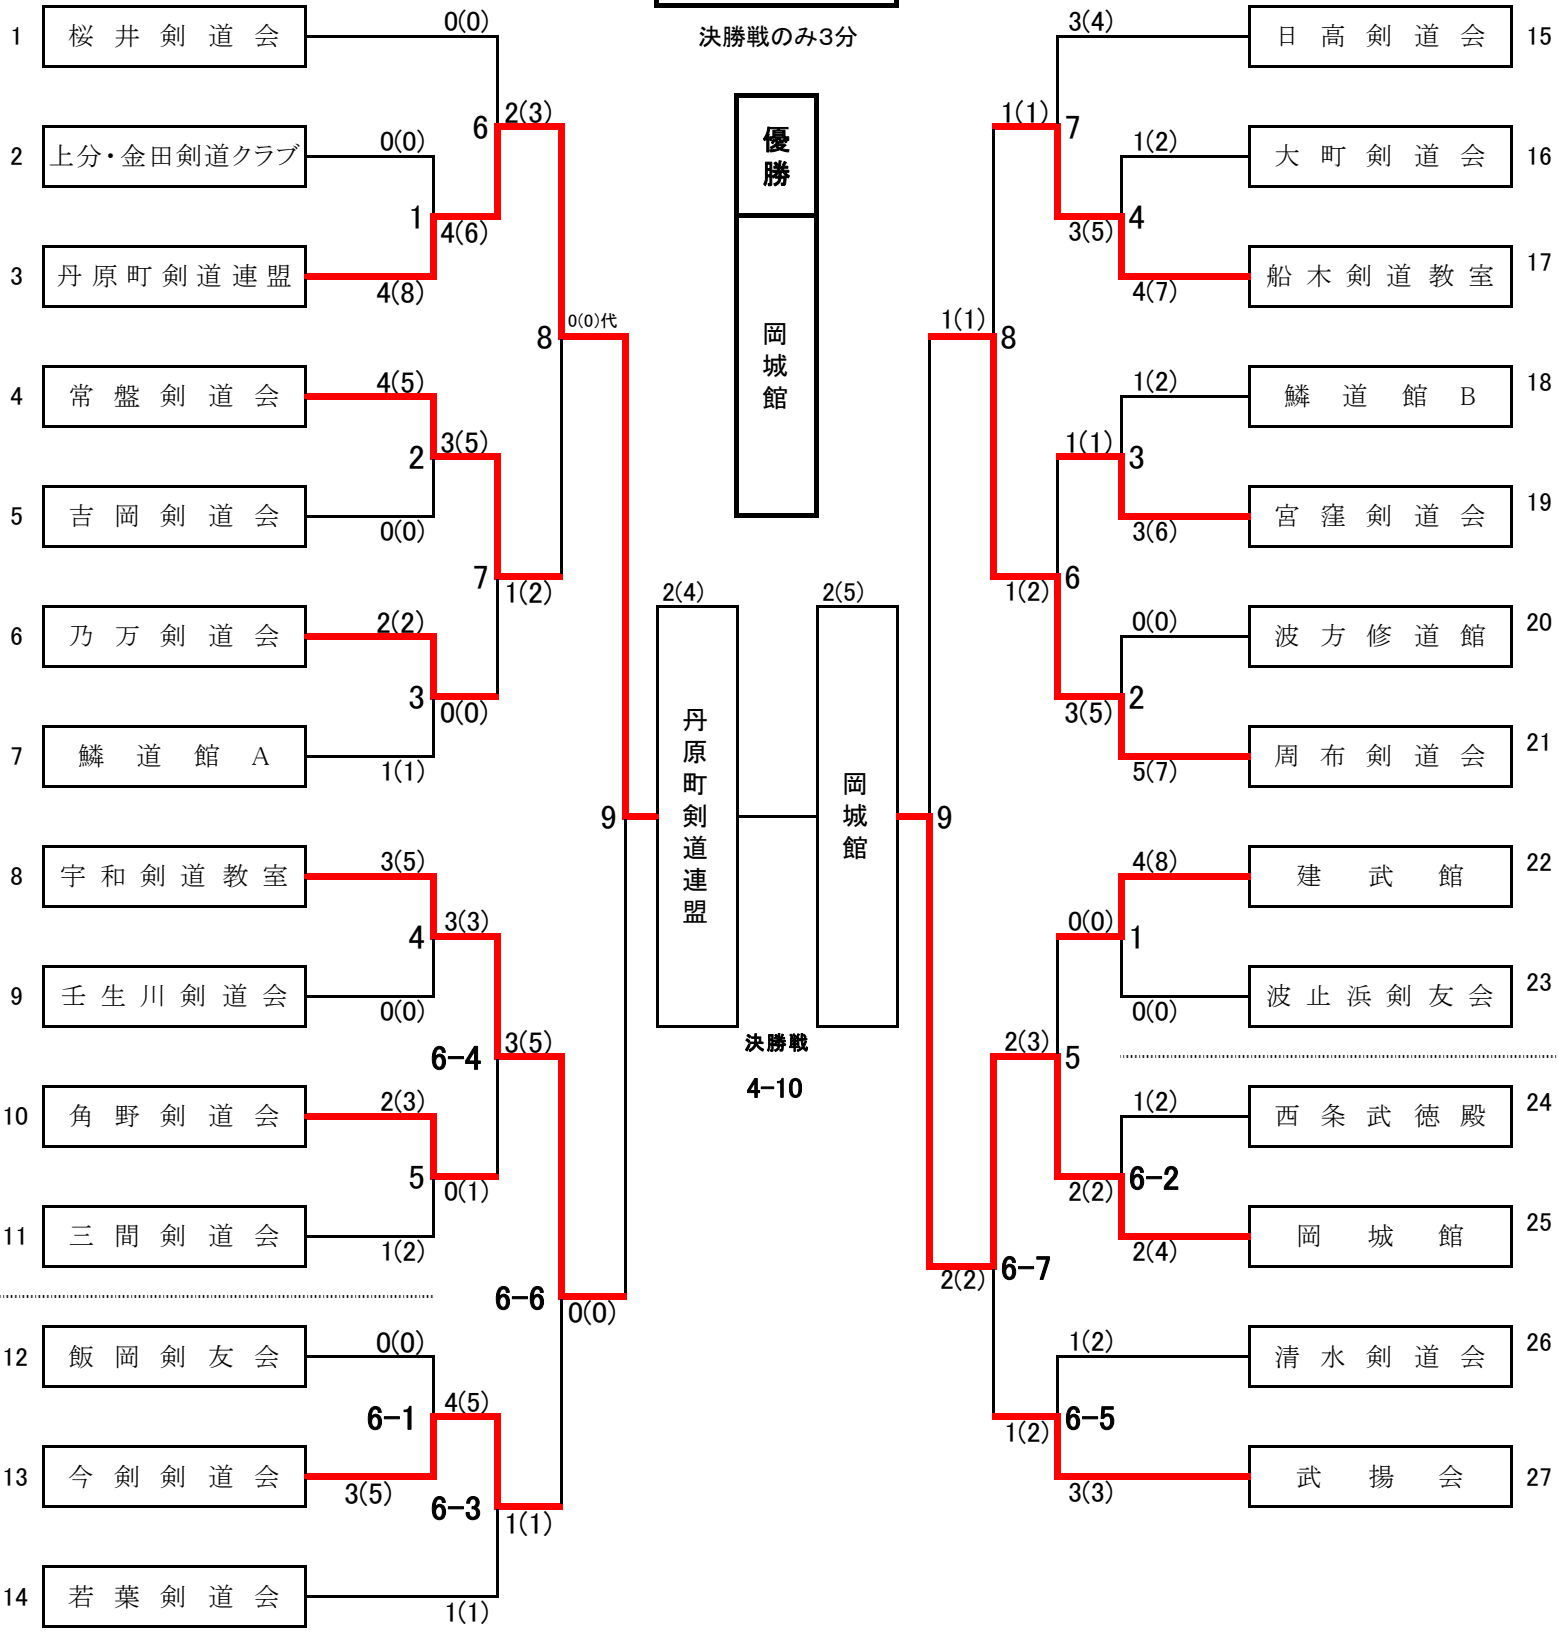 決勝戦のみ3分
優勝
岡城館
1 桜井剣道会 0(0)
2 上分・金田剣道クラブ 0(0)
3 丹原町剣道連盟 4(8)
4 常盤剣道会 4(5)
5 吉岡剣道会 0(0)
6 乃万剣道会 2(2)
7 鱗道館A 1(1)
8 宇和剣道教室 3(5)
9 壬生川剣道会 0(0)
10 角野剣道会 2(3)
11 三間剣道会 1(2)
12 飯岡剣友会 0(0)
13 今剣剣道会 3(5)
14 若葉剣道会 1(1)
1 4(6)
2 3(5)
3 0(0)
4 3(3)
5 0(1)
6-1 4(5)
6 2(3)
7 1(2)
6-4 3(5)
6-3 1(1)
8 0(0)代
6-6 0(0)
9
2(4)
丹原町剣道連盟
2(5)
岡城館
決勝戦
4-10
9
1(1) 8
2(2) 6-7
1(1) 7
1(2) 6
2(3) 5
1(2) 6-5
3(5) 4
1(1) 3
3(5) 2
0(0) 1
2(2) 6-2
3(4) 日高剣道会 15
1(2) 大町剣道会 16
4(7) 船木剣道教室 17
1(2) 鱗道館B 18
3(6) 宮窪剣道会 19
0(0) 波方修道館 20
5(7) 周布剣道会 21
4(8) 建武館 22
0(0) 波止浜剣友会 23
1(2) 西条武徳殿 24
2(4) 岡城館 25
1(2) 清水剣道会 26
3(3) 武揚会 27